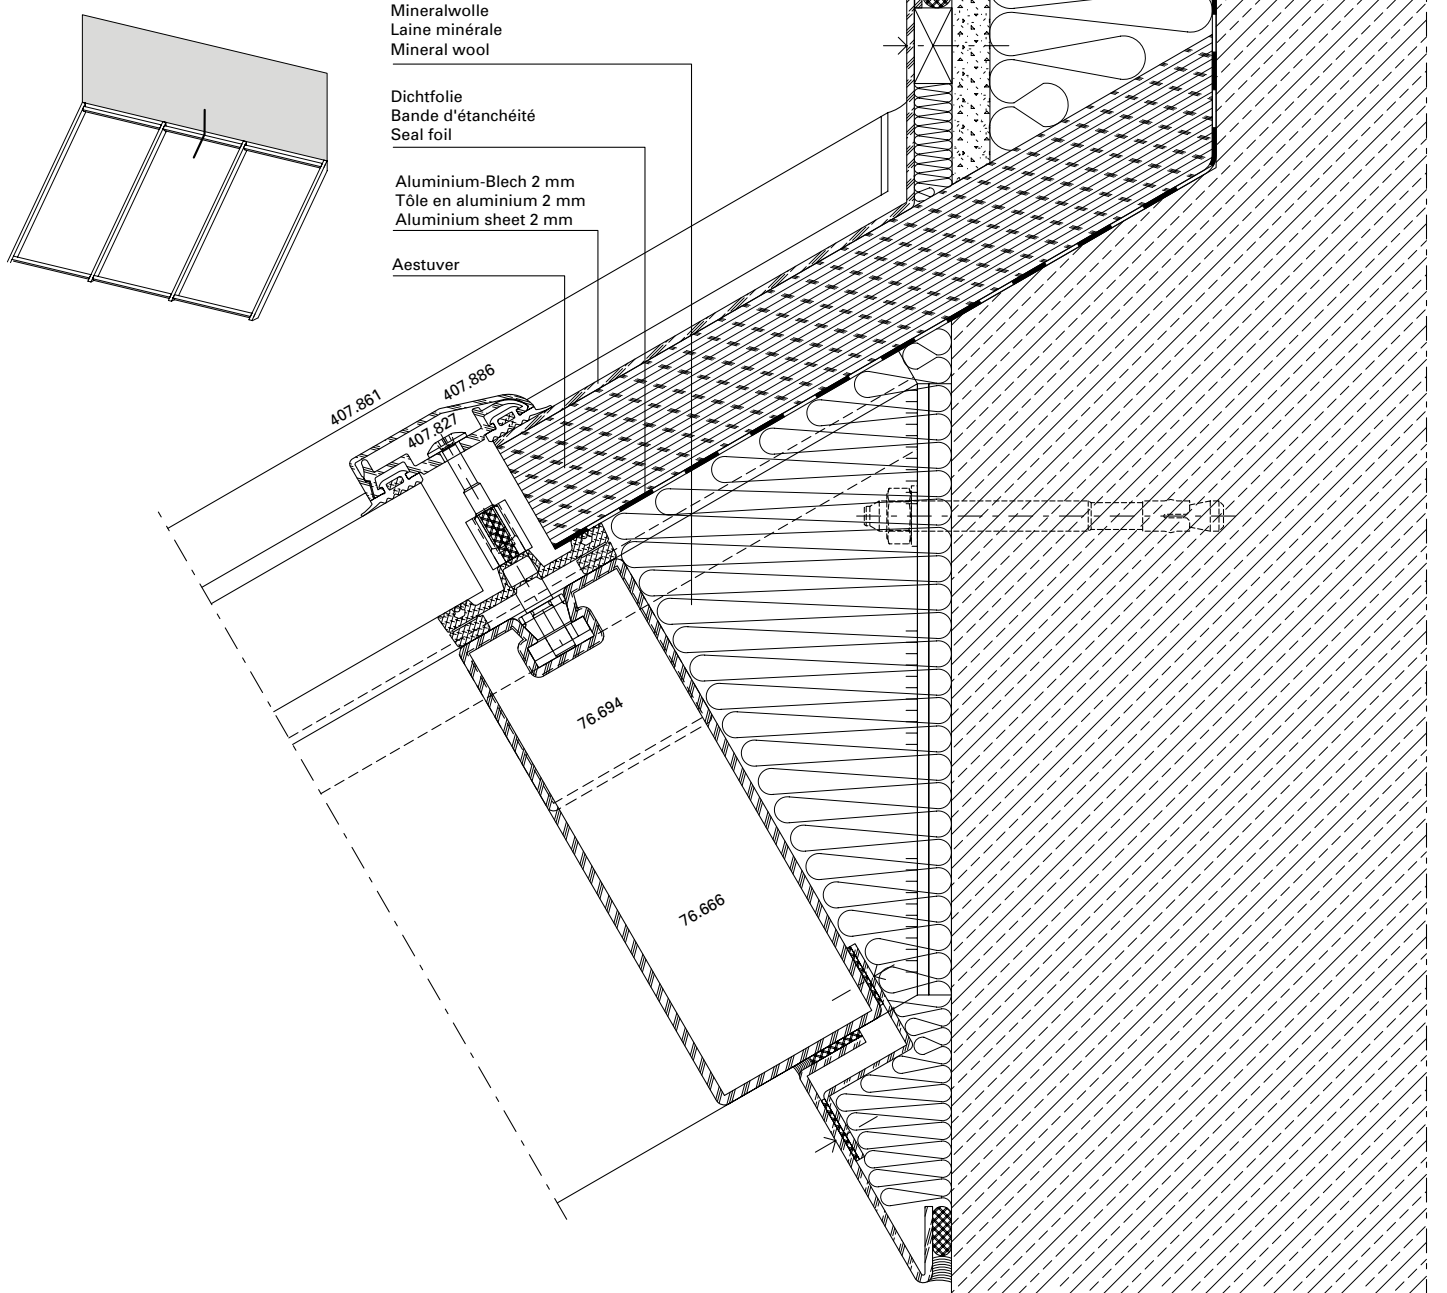 Mineralwolle
Laine minérale
Mineral wool
Dichtfolie
Bande d'étanchéité
Seal foil
Aluminium-Blech 2 mm
Tôle en aluminium 2 mm
Aluminium sheet 2 mm
Aestuver
407.861
407.886
407.827
76.694
76.666